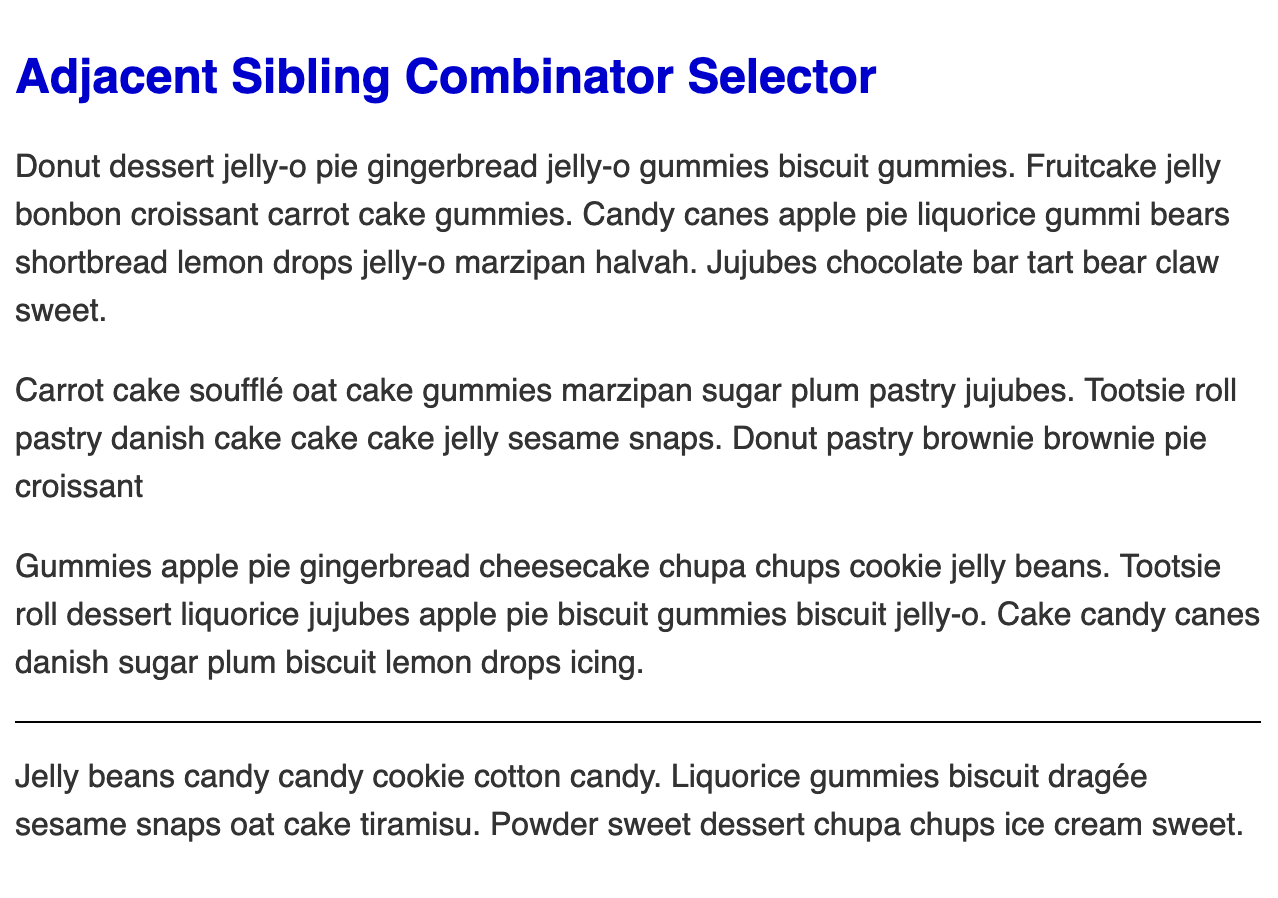 Adjacent Sibling Combinator Selector
Donut dessert jelly-o pie gingerbread jelly-o gummies biscuit gummies. Fruitcake jelly
bonbon croissant carrot cake gummies. Candy canes apple pie liquorice gummi bears
shortbread lemon drops jelly-o marzipan halvah. Jujubes chocolate bar tart bear claw
sweet.
Carrot cake soufflé oat cake gummies marzipan sugar plum pastry jujubes. Tootsie roll
pastry danish cake cake cake jelly sesame snaps. Donut pastry brownie brownie pie
croissant
Gummies apple pie gingerbread cheesecake chupa chups cookie jelly beans. Tootsie
roll dessert liquorice jujubes apple pie biscuit gummies biscuit jelly-o. Cake candy canes
danish sugar plum biscuit lemon drops icing.
Jelly beans candy candy cookie cotton candy. Liquorice gummies biscuit dragée
sesame snaps oat cake tiramisu. Powder sweet dessert chupa chups ice cream sweet.